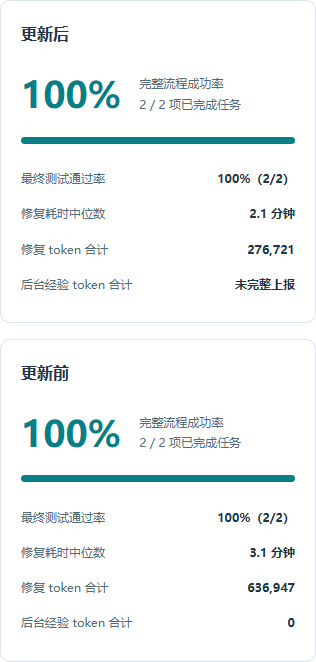 更新后
100%
完整流程成功率
2 / 2 项已完成任务
最终测试通过率 100%（2/2）
修复耗时中位数 2.1 分钟
修复 token 合计 276,721
后台经验 token 合计 未完整上报
更新前
100%
完整流程成功率
2 / 2 项已完成任务
最终测试通过率 100%（2/2）
修复耗时中位数 3.1 分钟
修复 token 合计 636,947
后台经验 token 合计 0